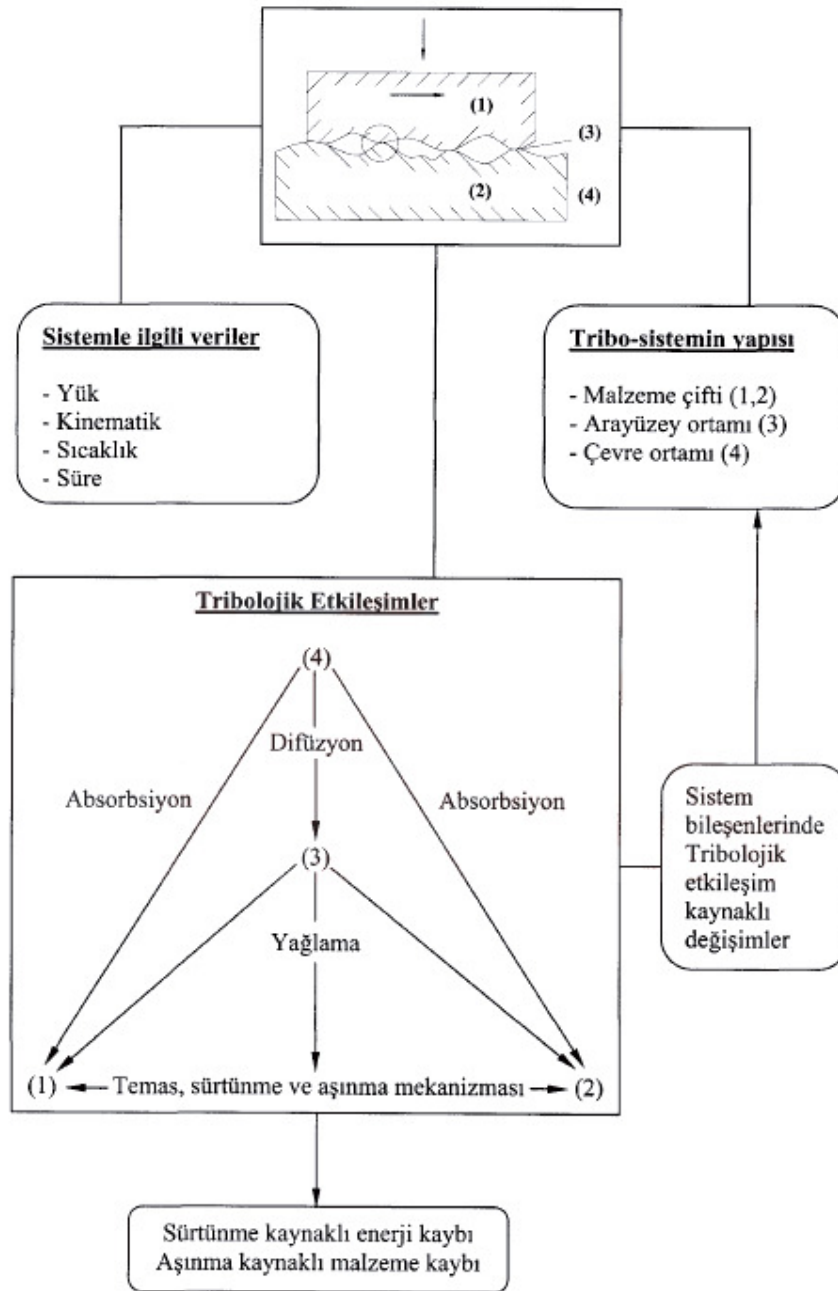 (1)
(3)
(2)
(4)
Sistemle ilgili veriler
- Yük
- Kinematik
- Sıcaklık
- Süre
Tribo-sistemin yapısı
- Malzeme çifti (1,2)
- Arayüzey ortamı (3)
- Çevre ortamı (4)
Tribolojik Etkileşimler
(4)
Difüzyon
Absorbsiyon
Absorbsiyon
(3)
Yağlama
(1)
Temas, sürtünme ve aşınma mekanizması
(2)
Sistem
bileşenlerinde
Tribolojik
etkileşim
kaynaklı
değişimler
Sürtünme kaynaklı enerji kaybı
Aşınma kaynaklı malzeme kaybı